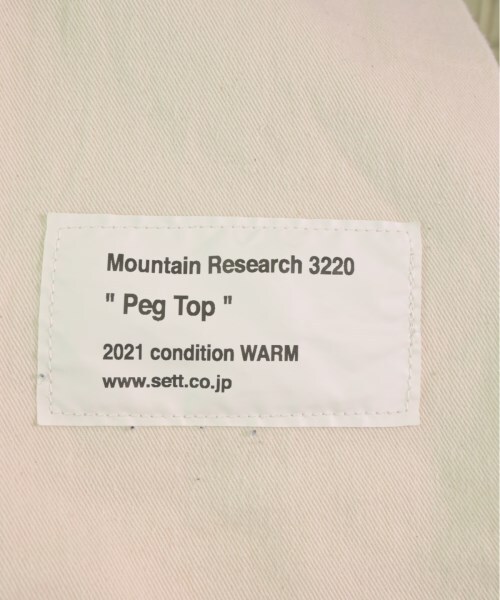 Mountain Research 3220
" Peg Top "
2021 condition WARM
www.sett.co.jp